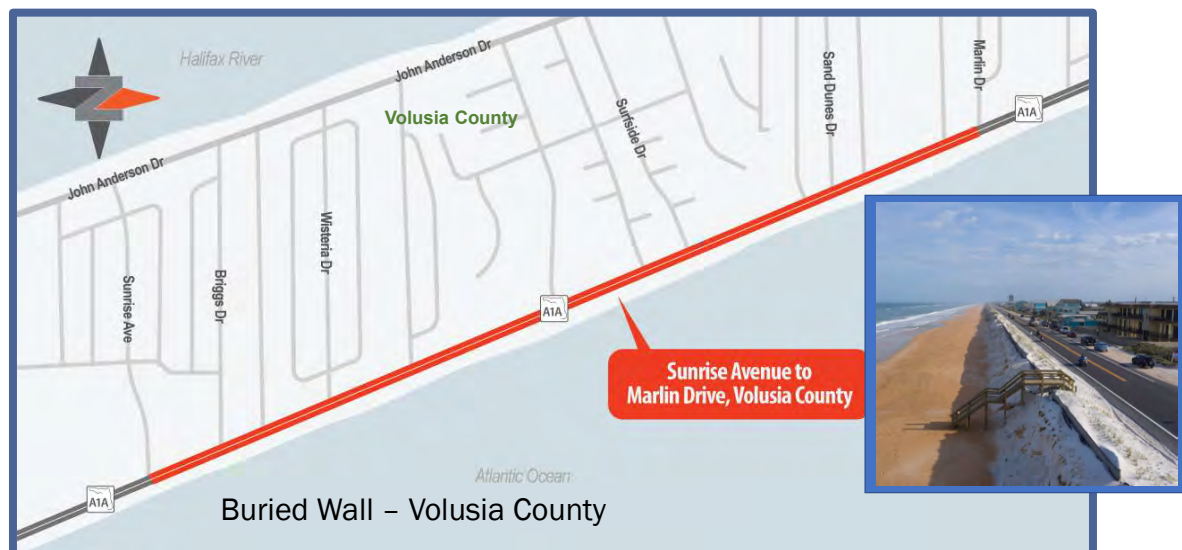 Halifax River
John Anderson Dr
Marlin Dr
Sand Dunes Dr
A1A
Volusia County
Surfside Dr
John Anderson Dr
Wisteria Dr
Sunrise Ave
Briggs Dr
A1A
Sunrise Avenue to
Marlin Drive, Volusia County
Atlantic Ocean
A1A
Buried Wall – Volusia County